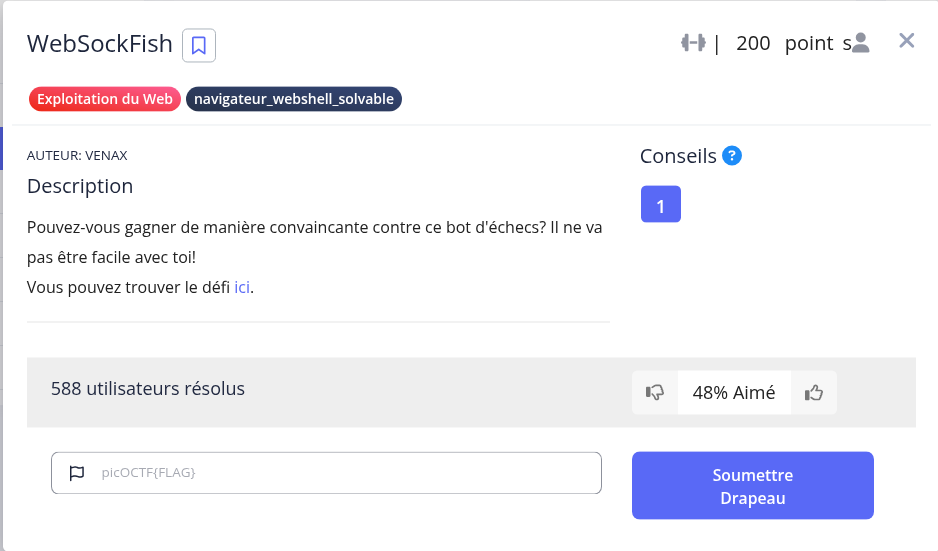 WebSockFish
| 200 point s
Exploitation du Web navigateur_webshell_solvable
AUTEUR: VENAX
Description
Pouvez-vous gagner de manière convaincante contre ce bot d'échecs? Il ne va
pas être facile avec toi!
Vous pouvez trouver le défi ici.
Conseils ?
1
588 utilisateurs résolus
48% Aimé
picOCTF{FLAG}
Soumettre
Drapeau